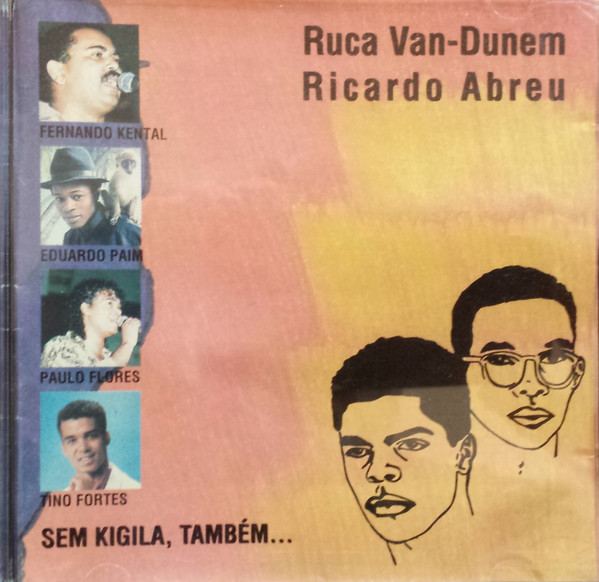 Ruca Van-Dunem
Ricardo Abreu
FERNANDO KENTAL
EDUARDO PAIM
PAULO FLORES
TINO FORTES
SEM KIGILA, TAMBÉM...